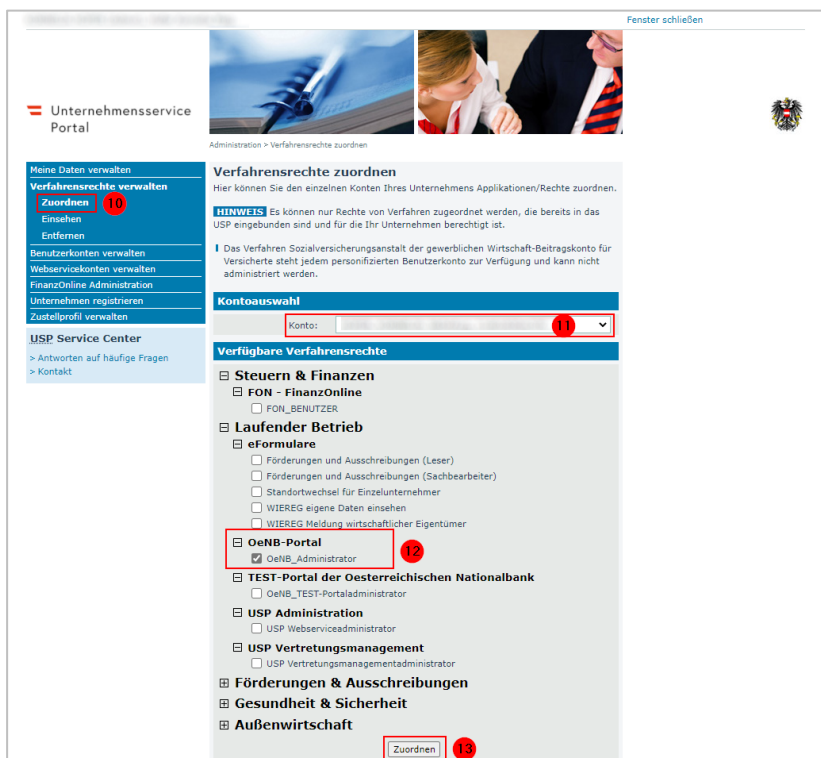 Fenster schließen
Unternehmensservice
Portal
Administration > Verfahrensrechte zuordnen
Meine Daten verwalten
Verfahrensrechte verwalten
Zuordnen 10
Einsehen
Entfernen
Benutzerkonten verwalten
Webservicekonten verwalten
FinanzOnline Administration
Unternehmen registrieren
Zustellprofil verwalten
USP Service Center
> Antworten auf häufige Fragen
> Kontakt
Verfahrensrechte zuordnen
Hier können Sie den einzelnen Konten Ihres Unternehmens Applikationen/Rechte zuordnen.
HINWEIS Es können nur Rechte von Verfahren zugeordnet werden, die bereits in das
USP eingebunden sind und für die Ihr Unternehmen berechtigt ist.
Das Verfahren Sozialversicherungsanstalt der gewerblichen Wirtschaft-Beitragskonto für
Versicherte steht jedem personifizierten Benutzerkonto zur Verfügung und kann nicht
administriert werden.
Kontoauswahl
Konto: 11
Verfügbare Verfahrensrechte
Steuern & Finanzen
FON - FinanzOnline
FON_BENUTZER
Laufender Betrieb
eFormulare
Förderungen und Ausschreibungen (Leser)
Förderungen und Ausschreibungen (Sachbearbeiter)
Standortwechsel für Einzelunternehmer
WIEREG eigene Daten einsehen
WIEREG Meldung wirtschaftlicher Eigentümer
OeNB-Portal
OeNB_Administrator
12
TEST-Portal der Oesterreichischen Nationalbank
OeNB_TEST-Portaladministrator
USP Administration
USP Webserviceadministrator
USP Vertretungsmanagement
USP Vertretungsmanagementadministrator
Förderungen & Ausschreibungen
Gesundheit & Sicherheit
Außenwirtschaft
Zuordnen 13